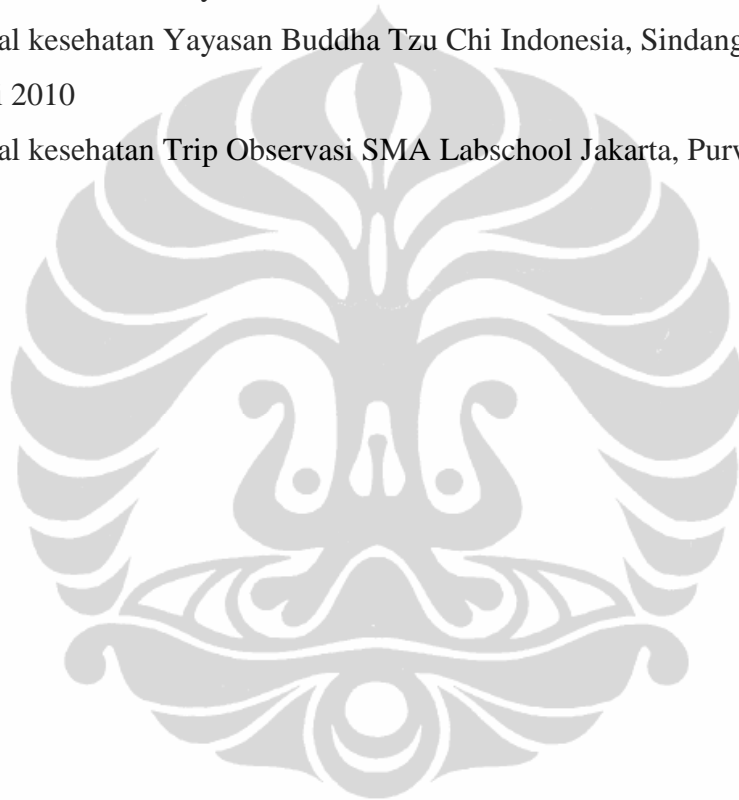 al kesehatan Yayasan Buddha Tzu Chi Indonesia, Sindang
2010
al kesehatan Trip Observasi SMA Labschool Jakarta, Purw